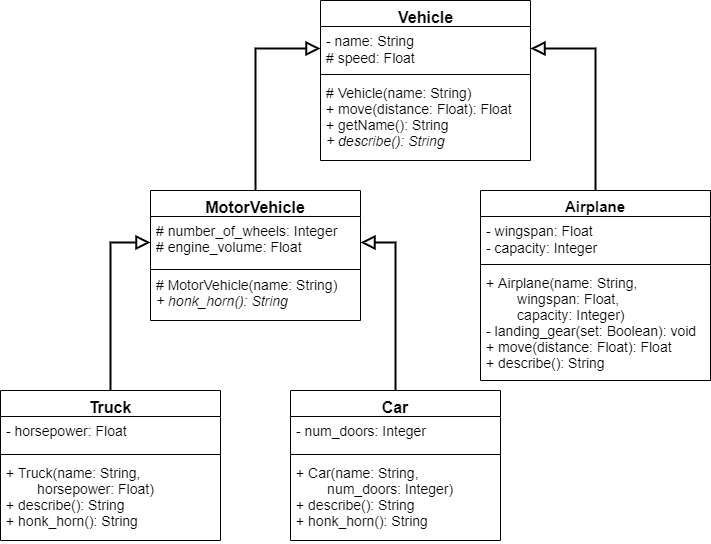 Vehicle
- name: String
# speed: Float
# Vehicle(name: String)
+ move(distance: Float): Float
+ getName(): String
+ describe(): String
MotorVehicle
# number_of_wheels: Integer
# engine_volume: Float
# MotorVehicle(name: String)
+ honk_horn(): String
Airplane
- wingspan: Float
- capacity: Integer
+ Airplane(name: String,
wingspan: Float,
capacity: Integer)
- landing_gear(set: Boolean): void
+ move(distance: Float): Float
+ describe(): String
Truck
- horsepower: Float
+ Truck(name: String,
horsepower: Float)
+ describe(): String
+ honk_horn(): String
Car
- num_doors: Integer
+ Car(name: String,
num_doors: Integer)
+ describe(): String
+ honk_horn(): String